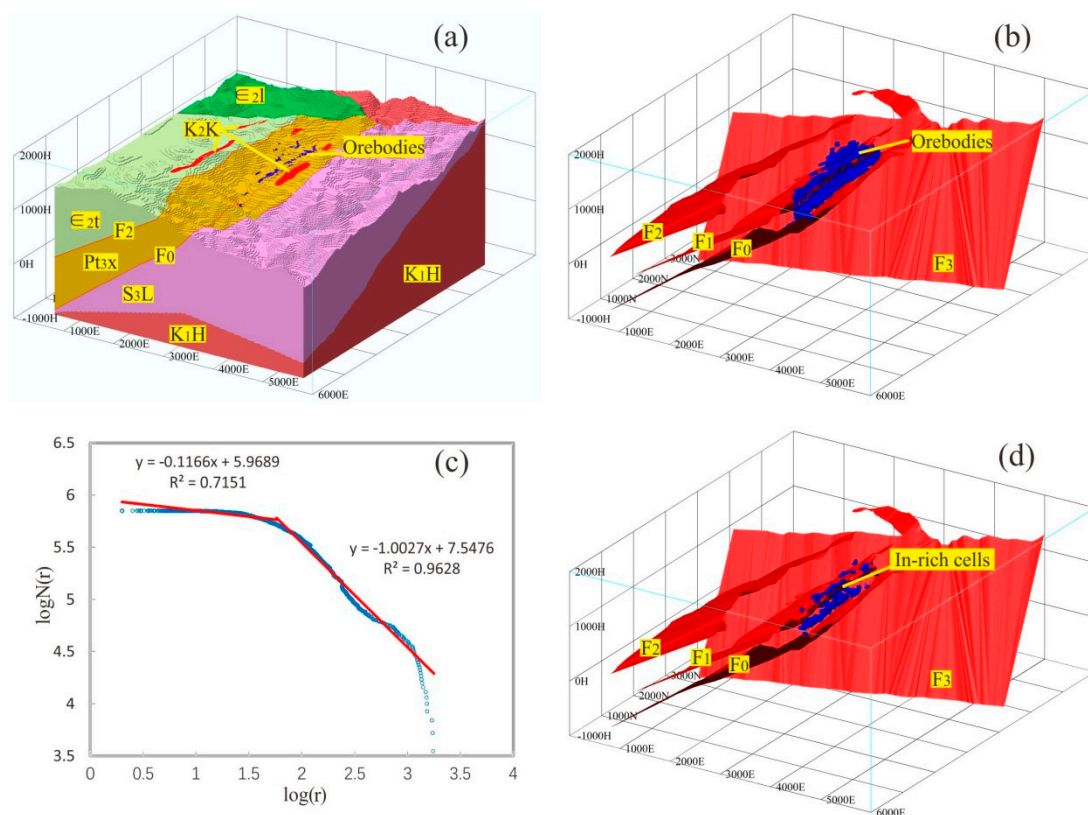 (a)
∈₂l
K₂K
Orebodies
2000H
1000H
0H
-1000H
∈₂t
F₂
Pt₃x
F₀
S₃L
K₁H
K₁H
1000E
2000E
3000E
4000E
5000E
6000E
(b)
Orebodies
2000H
1000H
0H
-1000H
F₂
F₁
F₀
F₃
3000N
2000N
1000N
1000E
2000E
3000E
4000E
5000E
6000E
(c)
y = -0.1166x + 5.9689
R² = 0.7151
y = -1.0027x + 7.5476
R² = 0.9628
logN(r)
6.5
6
5.5
5
4.5
4
3.5
0 0.5 1 1.5 2 2.5 3 3.5 4
log(r)
(d)
In-rich cells
2000H
1000H
0H
-1000H
F₂
F₁
F₀
F₃
3000N
2000N
1000N
1000E
2000E
3000E
4000E
5000E
6000E